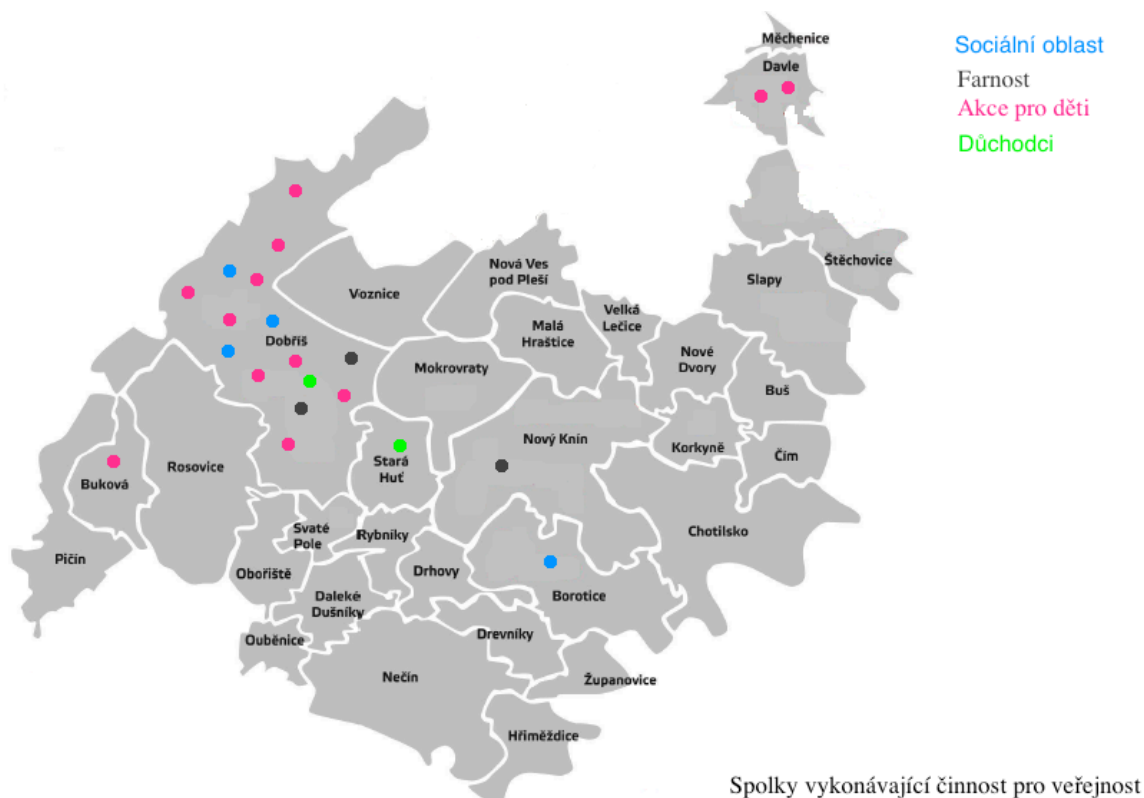 Měchenice
Davle
Sociální oblast
Farnost
Akce pro děti
Důchodci
Štěchovice
Slapy
Nová Ves
pod Pleší
Voznice
Velká
Lečice
Malá
Hraštice
Dobříš
Mokrovraty
Nové
Dvory
Buš
Nový Knín
Korkyně
Čím
Stará
Huť
Rosovice
Buková
Chotilsko
Svaté
Pole
Rybníky
Pičín
Obořiště
Drhovy
Borotice
Daleké
Dušníky
Ouběnice
Drevníky
Nečín
Županovice
Hřiměždice
Spolky vykonávající činnost pro veřejnost